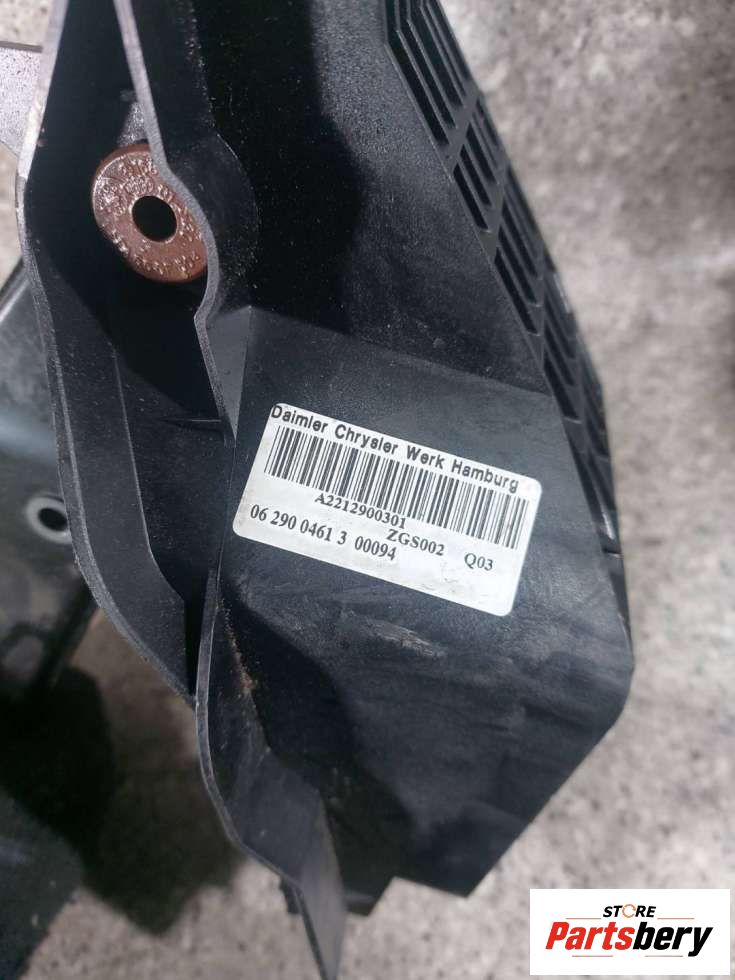 Daimler Chrysler Werk Hamburg
A2212900301
ZGS002 Q03
06 290 0461 3 00094
STORE
Partsbery